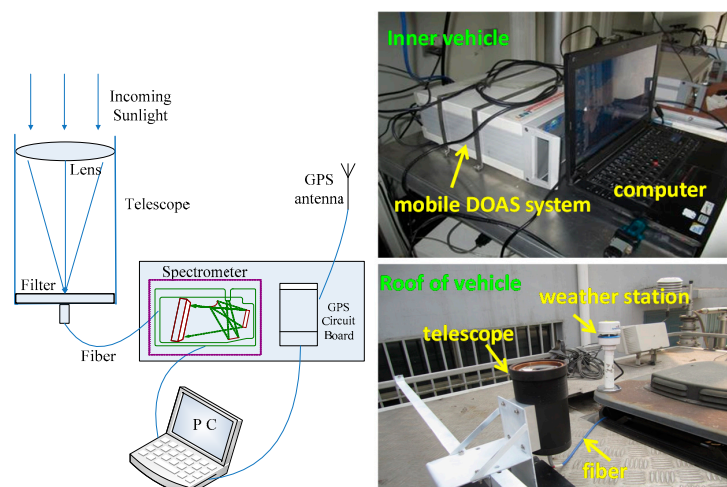 Incoming
Sunlight
Lens
Telescope
Filter
Fiber
GPS
antenna
Spectrometer
GPS
Circuit
Board
P C
Inner vehicle
mobile DOAS system
computer
Roof of vehicle
weather station
telescope
fiber